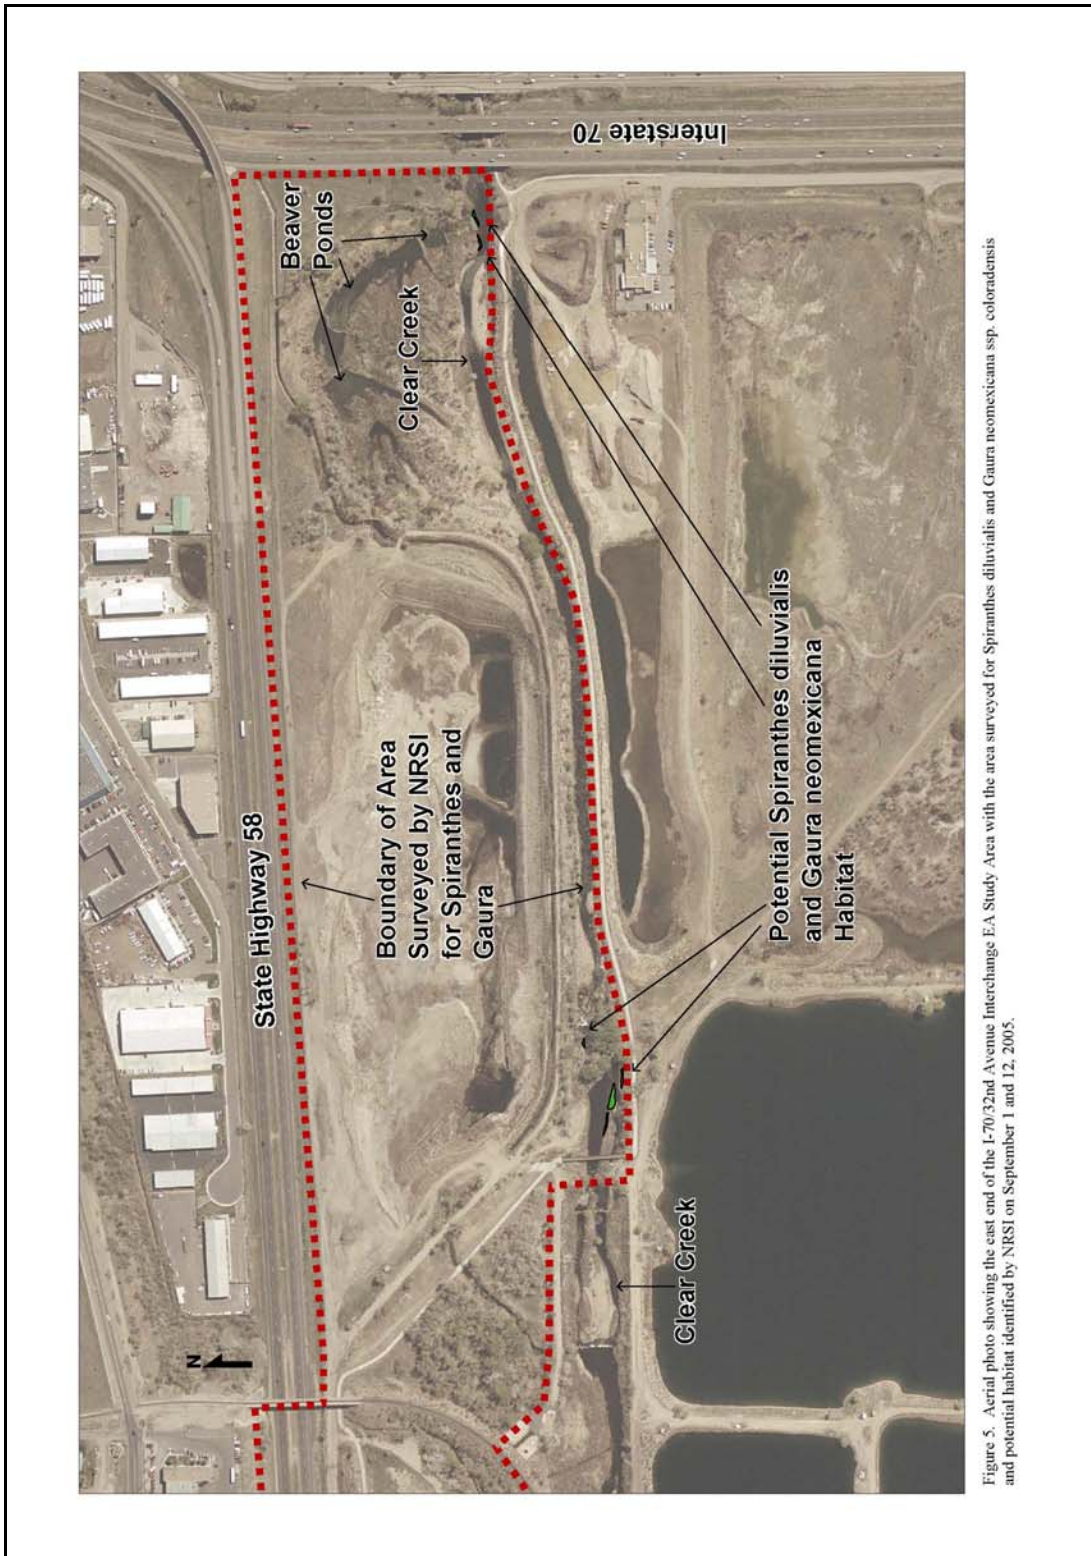 N
State Highway 58
Beaver
Ponds
Clear Creek
Interstate 70
Boundary of Area
Surveyed by NRSI
for Spiranthes and
Gaura
Potential Spiranthes diluvialis
and Gaura neomexicana
Habitat
Clear Creek
Figure 5. Aerial photo showing the east end of the I-70/32nd Avenue Interchange EA Study Area with the area surveyed for Spiranthes diluvialis and Gaura neomexicana ssp. coloradensis
and potential habitat identified by NRSI on September 1 and 12, 2005.